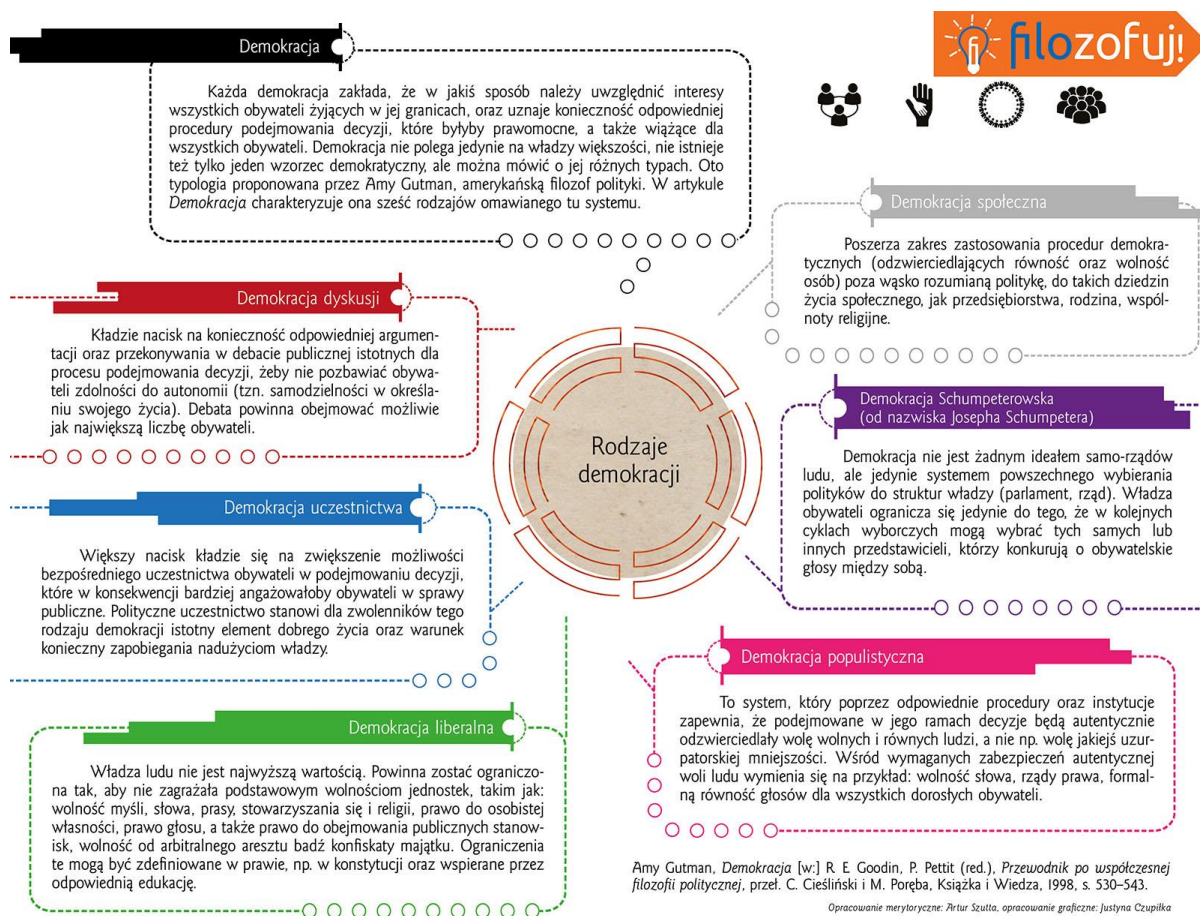 Demokracja
filozofuj!
fi
Każda demokracja zakłada, że w jakiś sposób należy uwzględnić interesy
wszystkich obywateli żyjących w jej granicach, oraz uznaje konieczność odpowiedniej
procedury podejmowania decyzji, które byłyby prawomocne, a także wiążące dla
wszystkich obywateli. Demokracja nie polega jedynie na władzy większości, nie istnieje
też tylko jeden wzorzec demokratyczny, ale można mówić o jej różnych typach. Oto
typologia proponowana przez Amy Gutman, amerykańską filozof polityki. W artykule
Demokracja charakteryzuje ona sześć rodzajów omawianego tu systemu.
Demokracja dyskusji
Kładzie nacisk na konieczność odpowiedniej argumen-
tacji oraz przekonywania w debacie publicznej istotnych dla
procesu podejmowania decyzji, żeby nie pozbawiać obywa-
teli zdolności do autonomii (tzn. samodzielności w określa-
niu swojego życia). Debata powinna obejmować możliwie
jak największą liczbę obywateli.
Demokracja uczestnictwa
Większy nacisk kładzie się na zwiększenie możliwości
bezpośredniego uczestnictwa obywateli w podejmowaniu decyzji,
które w konsekwencji bardziej angażowałoby obywateli w sprawy
publiczne. Polityczne uczestnictwo stanowi dla zwolenników tego
rodzaju demokracji istotny element dobrego życia oraz warunek
konieczny zapobiegania nadużyciom władzy.
Demokracja liberalna
Władza ludu nie jest najwyższą wartością. Powinna zostać ograniczo-
na tak, aby nie zagrażała podstawowym wolnościom jednostek, takim jak:
wolność myśli, słowa, prasy, stowarzyszania się i religii, prawo do osobistej
własności, prawo głosu, a także prawo do obejmowania publicznych stanow-
isk, wolność od arbitralnego aresztu badź konfiskaty majątku. Ograniczenia
te mogą być zdefiniowane w prawie, np. w konstytucji oraz wspierane przez
odpowiednią edukację.
Rodzaje
demokracji
Demokracja społeczna
Poszerza zakres zastosowania procedur demokra-
tycznych (odzwierciedlających równość oraz wolność
osób) poza wąsko rozumianą politykę, do takich dziedzin
życia społecznego, jak przedsiębiorstwa, rodzina, wspól-
noty religijne.
Demokracja Schumpeterowska
(od nazwiska Josepha Schumpetera)
Demokracja nie jest żadnym ideałem samo-rządów
ludu, ale jedynie systemem powszechnego wybierania
polityków do struktur władzy (parlament, rząd). Władza
obywateli ogranicza się jedynie do tego, że w kolejnych
cyklach wyborczych mogą wybrać tych samych lub
innych przedstawicieli, którzy konkurują o obywatelskie
głosy między sobą.
Demokracja populistyczna
To system, który poprzez odpowiednie procedury oraz instytucje
zapewnia, że podejmowane w jego ramach decyzje będą autentycznie
odzwierciedlały wolę wolnych i równych ludzi, a nie np. wolę jakiejś uzur-
patorskiej mniejszości. Wśród wymaganych zabezpieczeń autentycznej
woli ludu wymienia się na przykład: wolność słowa, rządy prawa, formal-
ną równość głosów dla wszystkich dorosłych obywateli.
Amy Gutman, Demokracja [w:] R. E. Goodin, P. Pettit (red.), Przewodnik po współczesnej
filozofii politycznej, przeł. C. Cieśliński i M. Poręba, Książka i Wiedza, 1998, s. 530–543.
Opracowanie merytoryczne: Artur Szutta, opracowanie graficzne: Justyna Czupiłka